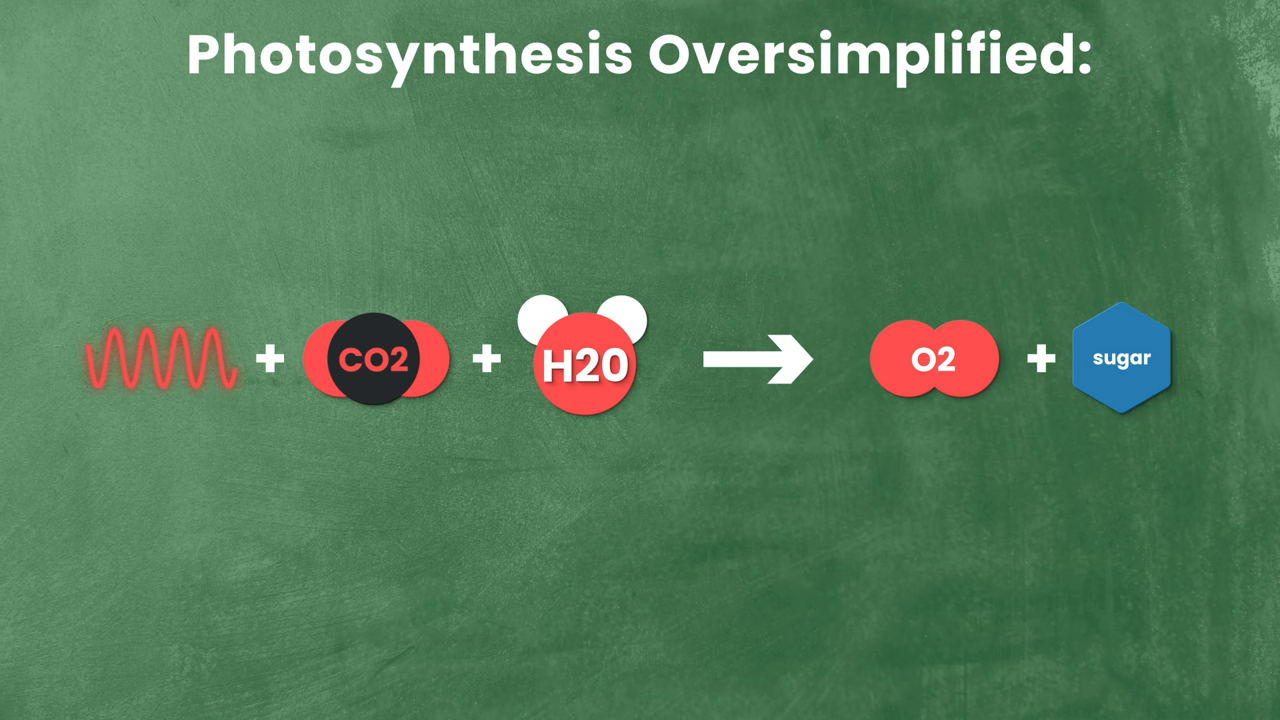 Photosynthesis Oversimplified:
+ CO2 + H20 → O2 + sugar